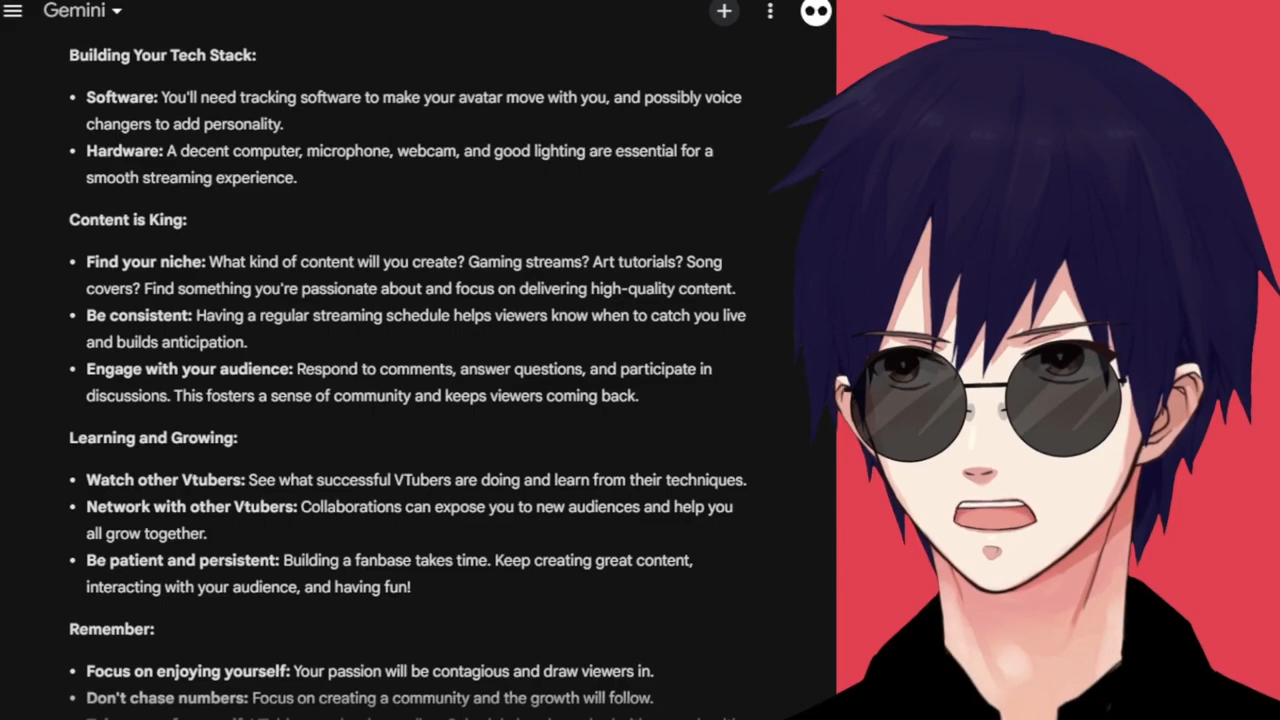 Gemini
Building Your Tech Stack:
• Software: You'll need tracking software to make your avatar move with you, and possibly voice
changers to add personality.
• Hardware: A decent computer, microphone, webcam, and good lighting are essential for a
smooth streaming experience.
Content is King:
• Find your niche: What kind of content will you create? Gaming streams? Art tutorials? Song
covers? Find something you're passionate about and focus on delivering high-quality content.
• Be consistent: Having a regular streaming schedule helps viewers know when to catch you live
and builds anticipation.
• Engage with your audience: Respond to comments, answer questions, and participate in
discussions. This fosters a sense of community and keeps viewers coming back.
Learning and Growing:
• Watch other Vtubers: See what successful VTubers are doing and learn from their techniques.
• Network with other Vtubers: Collaborations can expose you to new audiences and help you
all grow together.
• Be patient and persistent: Building a fanbase takes time. Keep creating great content,
interacting with your audience, and having fun!
Remember:
• Focus on enjoying yourself: Your passion will be contagious and draw viewers in.
• Don't chase numbers: Focus on creating a community and the growth will follow.